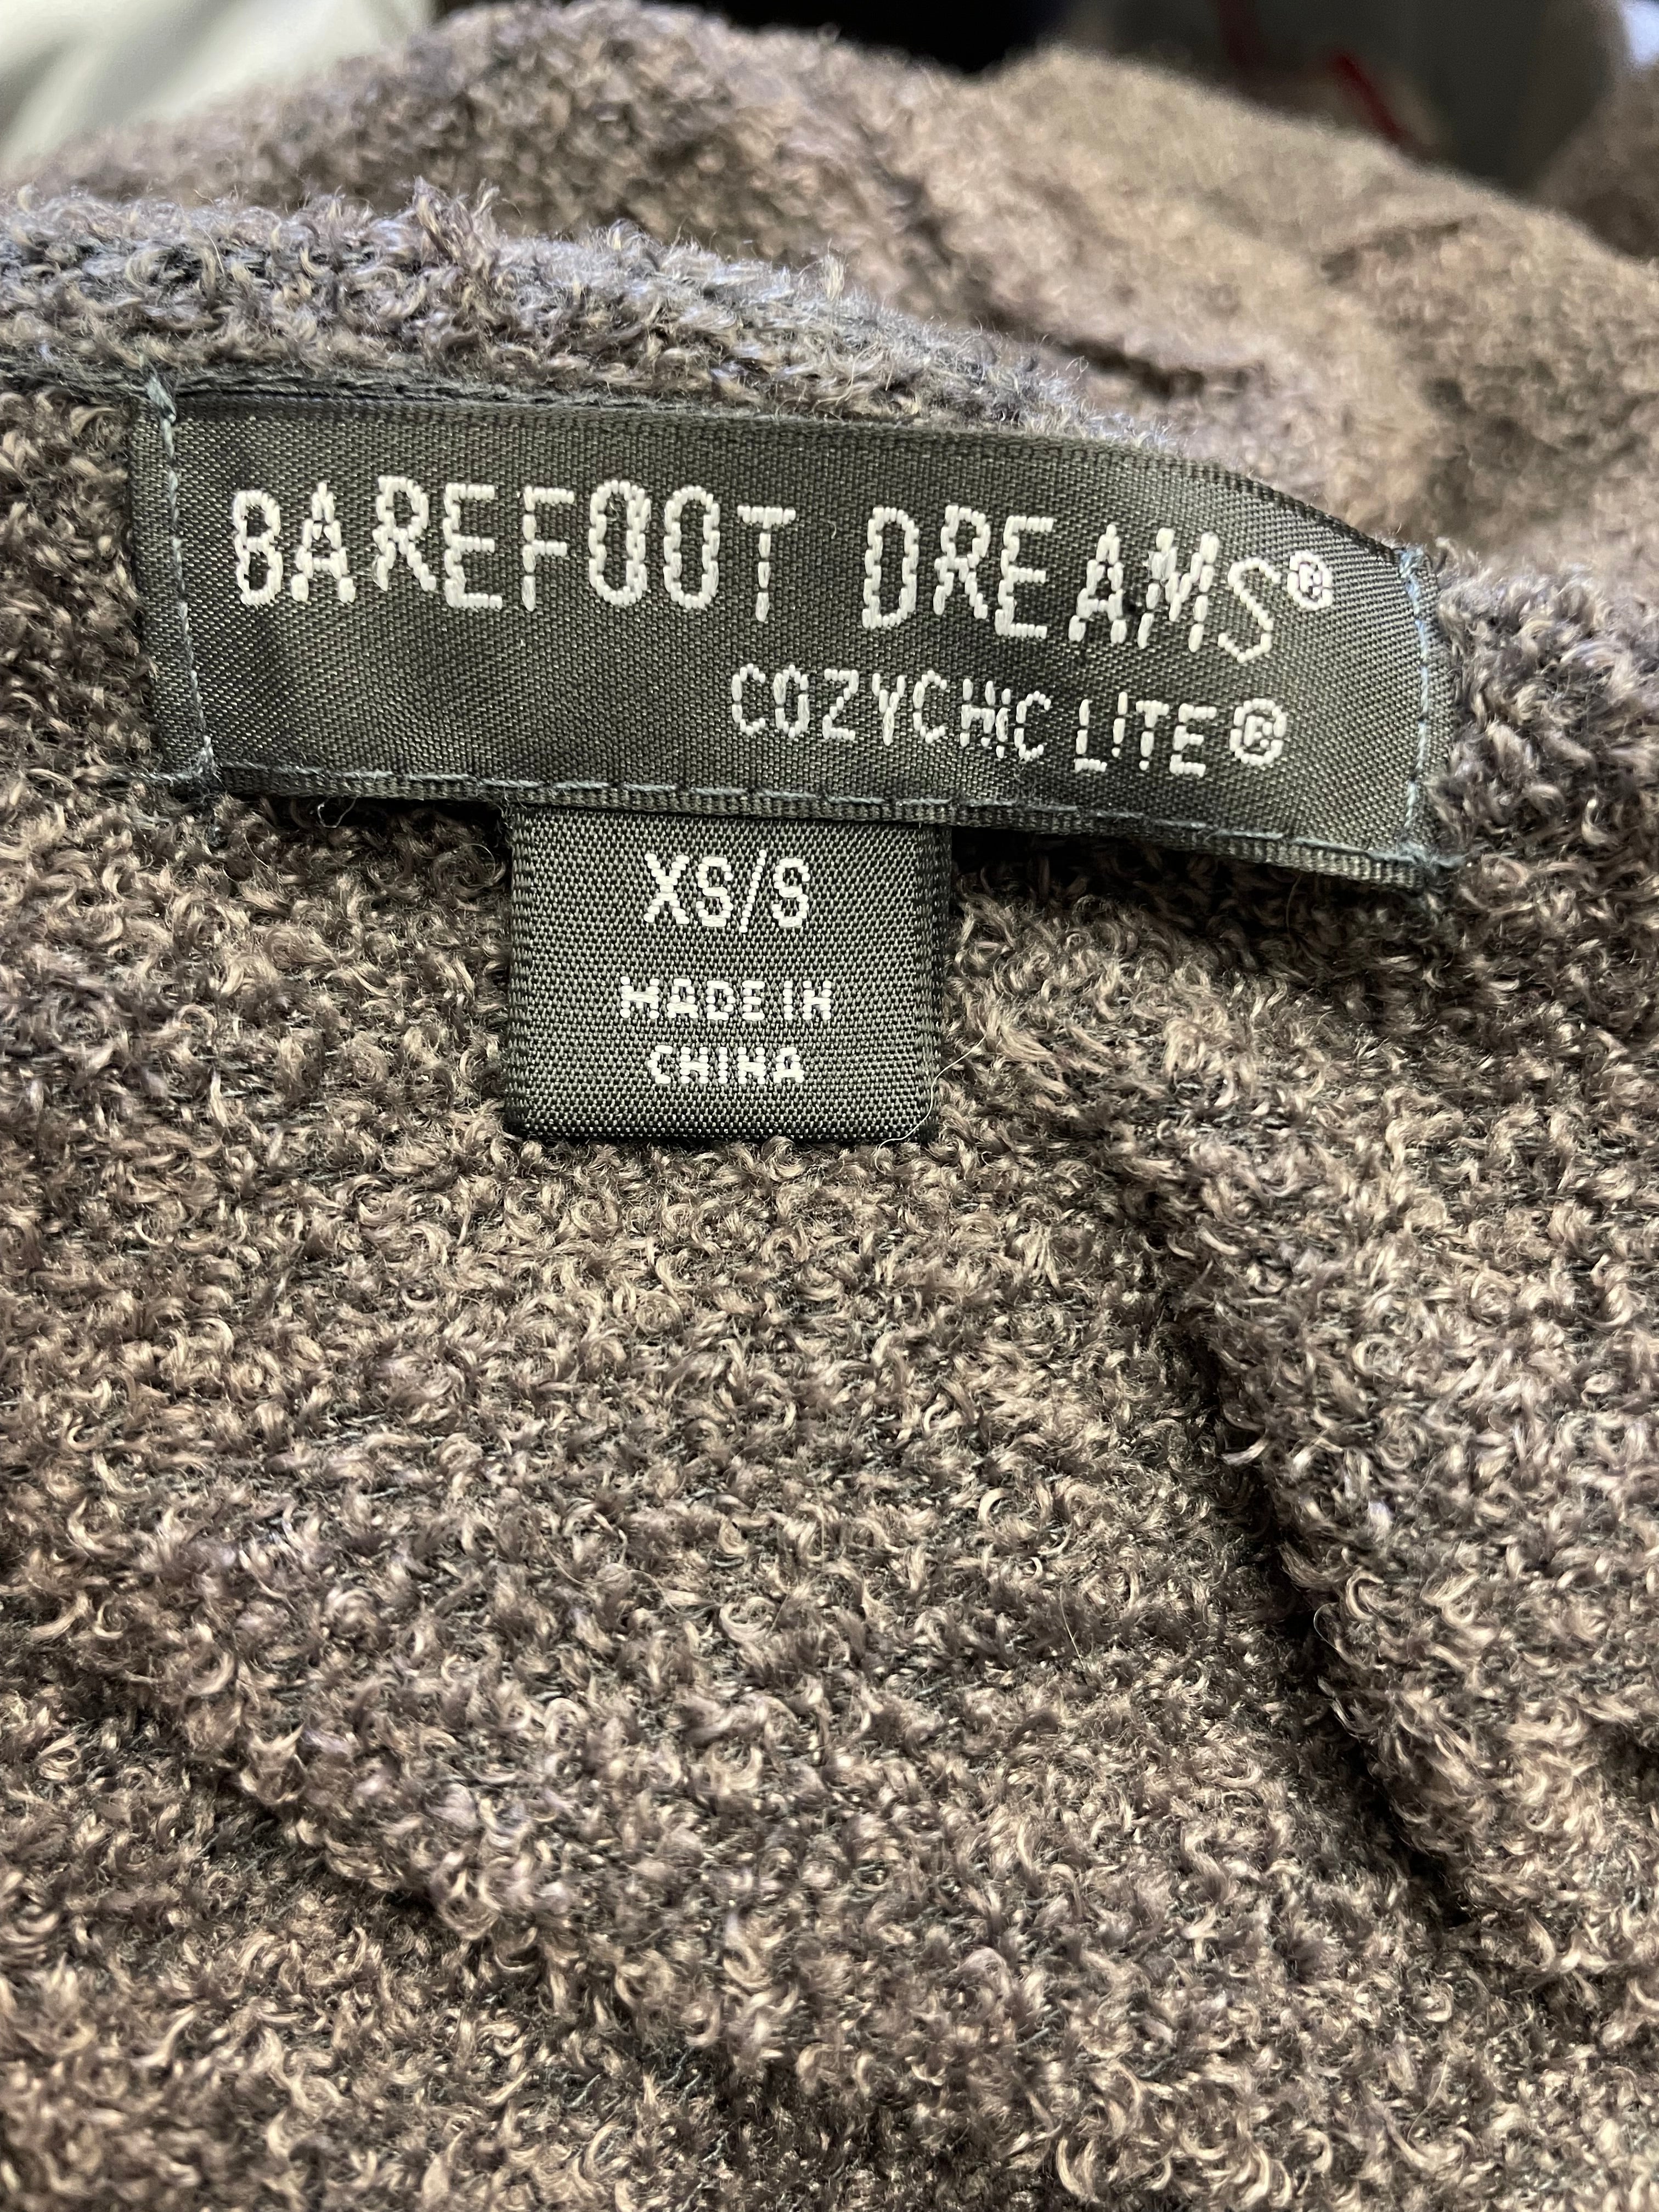 BAREFOOT DREAMS®
COZYCHIC LITE®
XS/S
MADE IN
CHINA